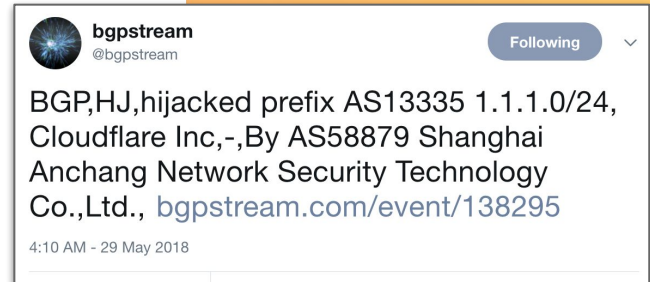 bgpstream
@bgpstream
Following
BGP,HJ,hijacked prefix AS13335 1.1.1.0/24,
Cloudflare Inc,-,By AS58879 Shanghai
Anchang Network Security Technology
Co.,Ltd., bgpstream.com/event/138295
4:10 AM - 29 May 2018